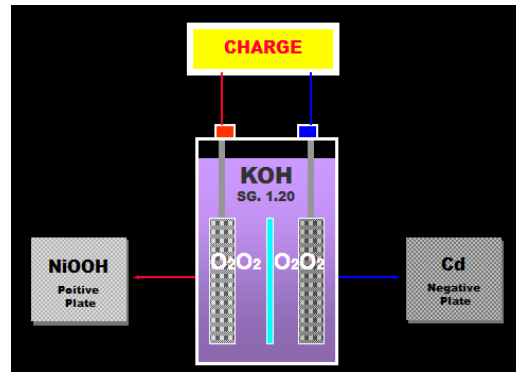 CHARGE
KOH
SG. 1.20
O₂O₂ O₂O₂
NiOOH
Poitive
Plate
Cd
Negative
Plate